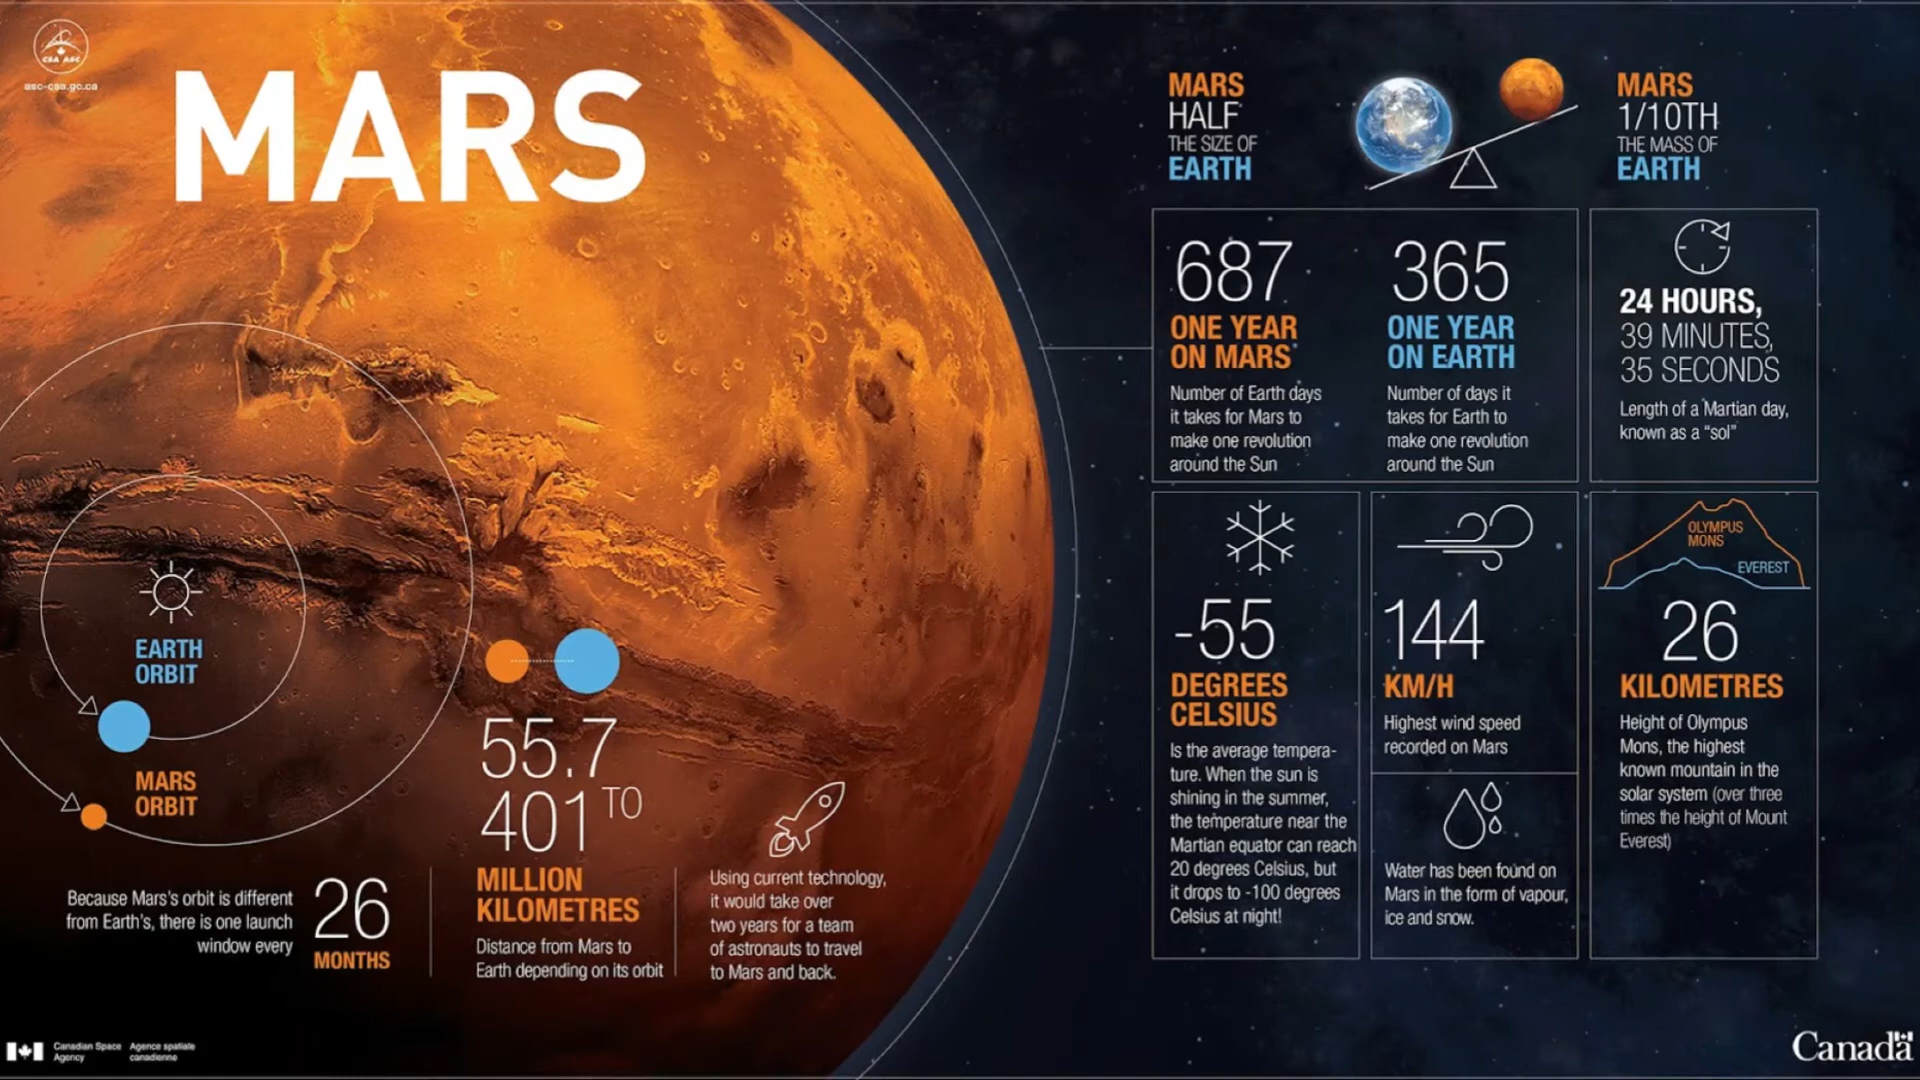 CSA ASC
asc-csa.gc.ca
MARS
EARTH
ORBIT
MARS
ORBIT
Because Mars's orbit is different
from Earth's, there is one launch
window every
26
MONTHS
55.7
401 TO
MILLION
KILOMETRES
Distance from Mars to
Earth depending on its orbit
Using current technology,
it would take over
two years for a team
of astronauts to travel
to Mars and back.
MARS
HALF
THE SIZE OF
EARTH
MARS
1/10TH
THE MASS OF
EARTH
687
ONE YEAR
ON MARS
Number of Earth days
it takes for Mars to
make one revolution
around the Sun
365
ONE YEAR
ON EARTH
Number of days it
takes for Earth to
make one revolution
around the Sun
24 HOURS,
39 MINUTES,
35 SECONDS
Length of a Martian day,
known as a "sol"
-55
DEGREES
CELSIUS
Is the average tempera-
ture. When the sun is
shining in the summer,
the temperature near the
Martian equator can reach
20 degrees Celsius, but
it drops to -100 degrees
Celsius at night!
144
KM/H
Highest wind speed
recorded on Mars
Water has been found on
Mars in the form of vapour,
ice and snow.
OLYMPUS
MONS
EVEREST
26
KILOMETRES
Height of Olympus
Mons, the highest
known mountain in the
solar system (over three
times the height of Mount
Everest)
Canadian Space
Agency
Agence spatiale
canadienne
Canada